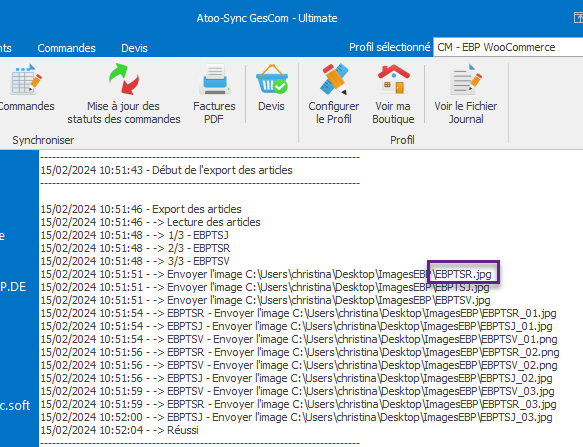 Atoo-Sync GesCom - Ultimate
nts Commandes Devis Profil sélectionné CM - EBP WooCommerce
Commandes
Mise à jour des
statuts des commandes
Factures
PDF
Devis
Configurer
le Profil
Voir ma
Boutique
Voir le Fichier
Journal
Synchroniser
Profil
15/02/2024 10:51:43 - Début de l'export des articles
15/02/2024 10:51:46 - Export des articles
15/02/2024 10:51:46 - --> Lecture des articles
15/02/2024 10:51:48 - --> 1/3 - EBPTSJ
15/02/2024 10:51:48 - --> 2/3 - EBPTSR
15/02/2024 10:51:48 - --> 3/3 - EBPTSV
15/02/2024 10:51:51 - --> Envoyer l'image C:\Users\christina\Desktop\ImagesEBP\EBPTSR.jpg
15/02/2024 10:51:51 - --> Envoyer l'image C:\Users\christina\Desktop\ImagesEBP\EBPTSJ.jpg
15/02/2024 10:51:51 - --> Envoyer l'image C:\Users\christina\Desktop\ImagesEBP\EBPTSV.jpg
15/02/2024 10:51:54 - --> EBPTSR - Envoyer l'image C:\Users\christina\Desktop\ImagesEBP\EBPTSR_01.jpg
15/02/2024 10:51:54 - --> EBPTSJ - Envoyer l'image C:\Users\christina\Desktop\ImagesEBP\EBPTSJ_01.jpg
15/02/2024 10:51:54 - --> EBPTSV - Envoyer l'image C:\Users\christina\Desktop\ImagesEBP\EBPTSV_01.png
15/02/2024 10:51:56 - --> EBPTSR - Envoyer l'image C:\Users\christina\Desktop\ImagesEBP\EBPTSR_02.png
15/02/2024 10:51:56 - --> EBPTSV - Envoyer l'image C:\Users\christina\Desktop\ImagesEBP\EBPTSV_02.png
15/02/2024 10:51:56 - --> EBPTSJ - Envoyer l'image C:\Users\christina\Desktop\ImagesEBP\EBPTSJ_02.jpg
15/02/2024 10:51:59 - --> EBPTSV - Envoyer l'image C:\Users\christina\Desktop\ImagesEBP\EBPTSV_03.jpg
15/02/2024 10:51:59 - --> EBPTSR - Envoyer l'image C:\Users\christina\Desktop\ImagesEBP\EBPTSR_03.jpg
15/02/2024 10:52:00 - --> EBPTSJ - Envoyer l'image C:\Users\christina\Desktop\ImagesEBP\EBPTSJ_03.jpg
15/02/2024 10:52:04 - --> Réussi
e
P.DE
c.soft